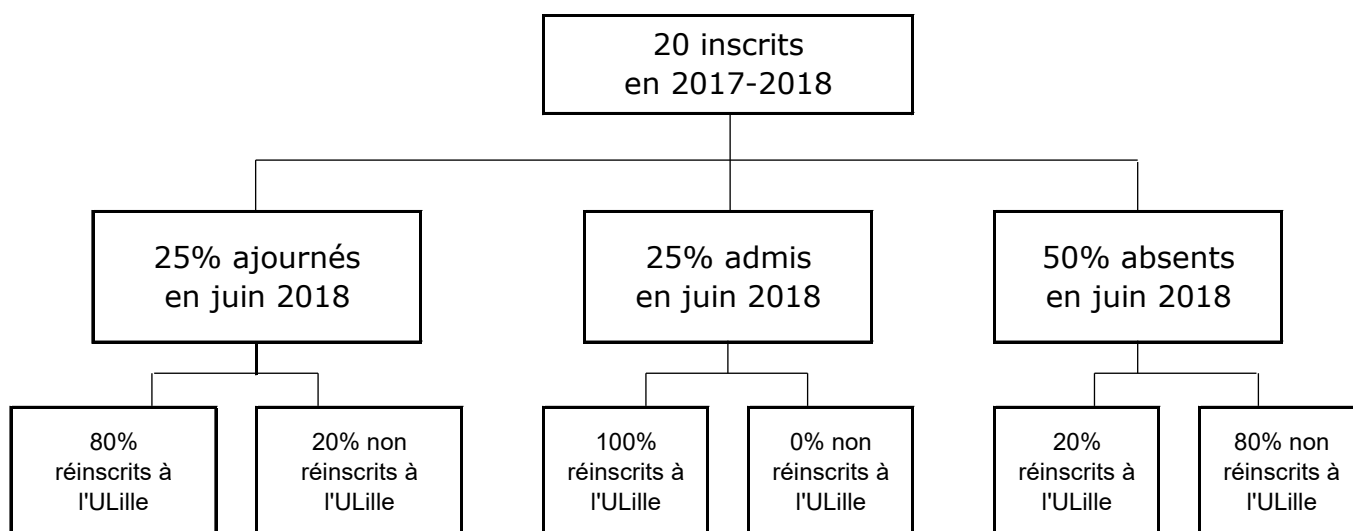 20 inscrits
en 2017-2018
25% ajournés
en juin 2018
25% admis
en juin 2018
50% absents
en juin 2018
80%
réinscrits à
l'ULille
20% non
réinscrits à
l'ULille
100%
réinscrits à
l'ULille
0% non
réinscrits à
l'ULille
20%
réinscrits à
l'ULille
80% non
réinscrits à
l'ULille